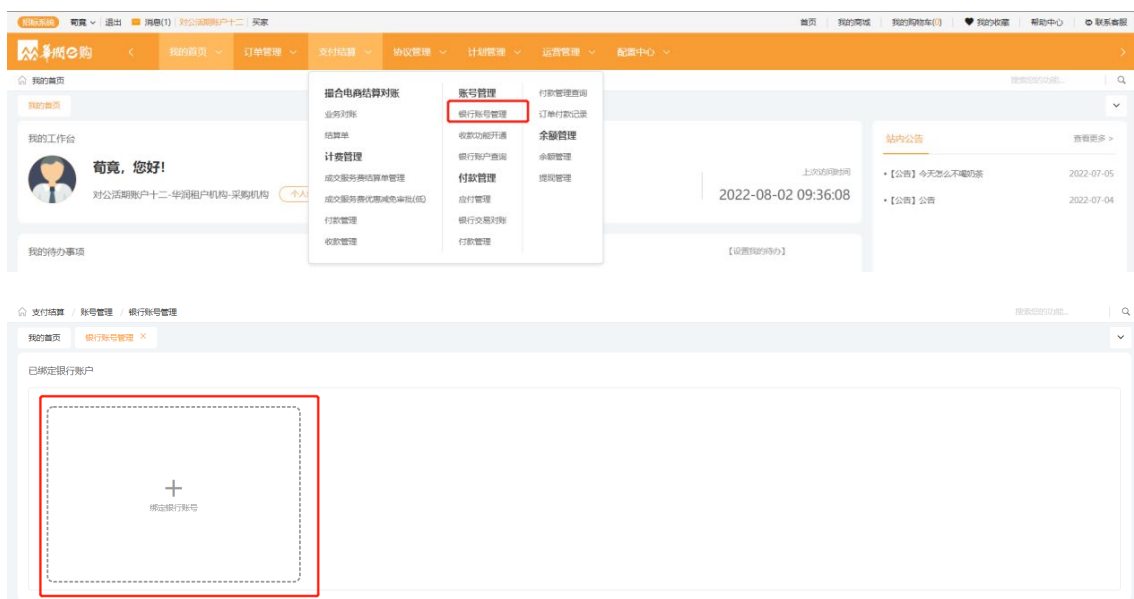 招标系统 荀竟 退出 消息(1) 对公活期账户十二 买家 首页 我的商城 我的购物车(0) 我的收藏 帮助中心 联系客服
華潤e购 我的首页 订单管理 支付结算 协议管理 计划管理 运营管理 配置中心
我的首页 搜索您的功能...
我的首页
撮合电商结算对账 账号管理 付款管理查询
业务对账 银行账号管理 订单付款记录
结算单 收款功能开通 余额管理
计费管理 银行账户查询 余额管理
成交服务费结算单管理 付款管理 提现管理
成交服务费优惠减免审批(低) 应付管理
付款管理 银行交易对账
收款管理 付款管理
我的工作台
荀竟，您好!
对公活期账户十二-华润租户机构-采购机构 个人
上次访问时间
2022-08-02 09:36:08
站内公告 查看更多 >
•【公告】今天怎么不喝奶茶 2022-07-05
•【公告】公告 2022-07-04
我的待办事项 【设置我的待办】
支付结算 / 账号管理 / 银行账号管理 搜索您的功能...
我的首页 银行账号管理 ×
已绑定银行账户
绑定银行账号